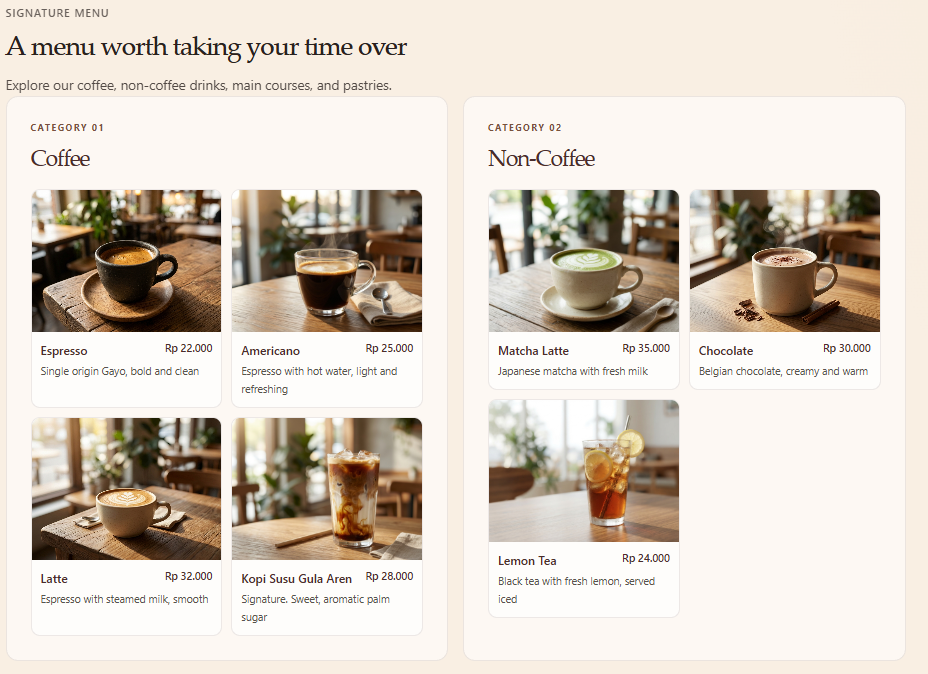 SIGNATURE MENU
A menu worth taking your time over
Explore our coffee, non-coffee drinks, main courses, and pastries.
CATEGORY 01
Coffee
Espresso Rp 22.000
Single origin Gayo, bold and clean
Americano Rp 25.000
Espresso with hot water, light and
refreshing
Latte Rp 32.000
Espresso with steamed milk, smooth
Kopi Susu Gula Aren Rp 28.000
Signature. Sweet, aromatic palm
sugar
CATEGORY 02
Non-Coffee
Matcha Latte Rp 35.000
Japanese matcha with fresh milk
Chocolate Rp 30.000
Belgian chocolate, creamy and warm
Lemon Tea Rp 24.000
Black tea with fresh lemon, served
iced